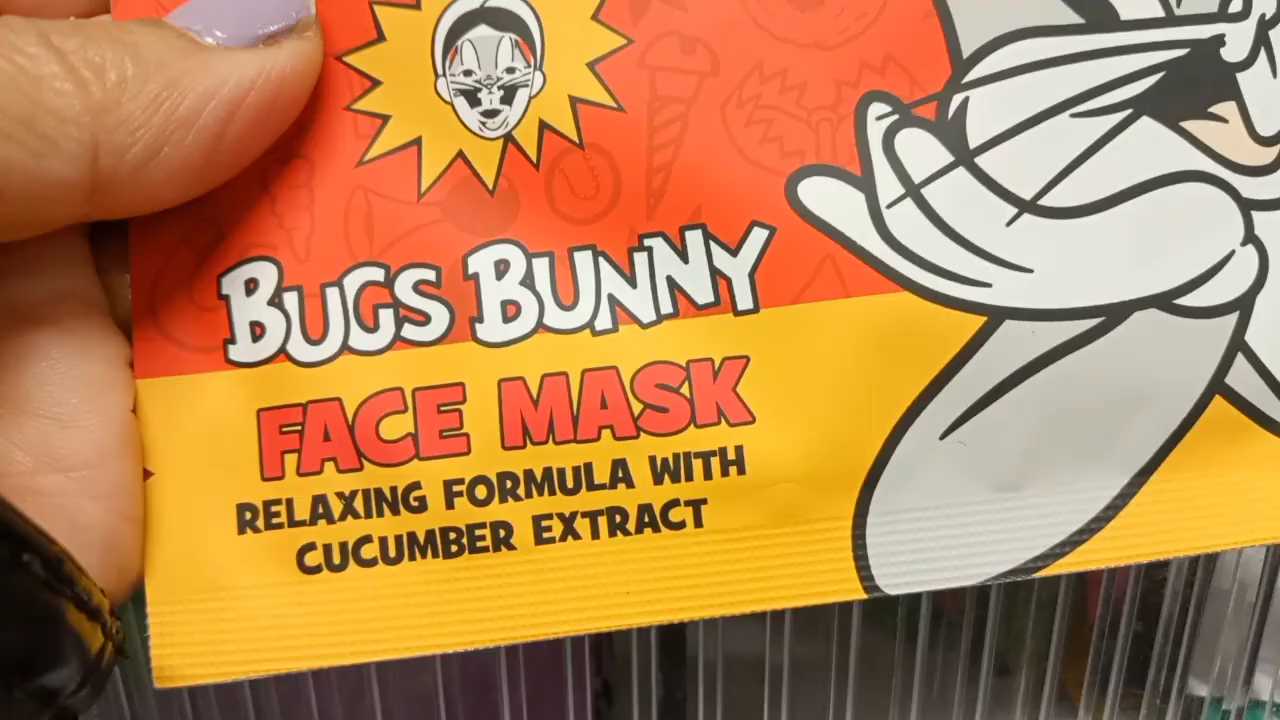 BUGS BUNNY
FACE MASK
RELAXING FORMULA WITH
CUCUMBER EXTRACT